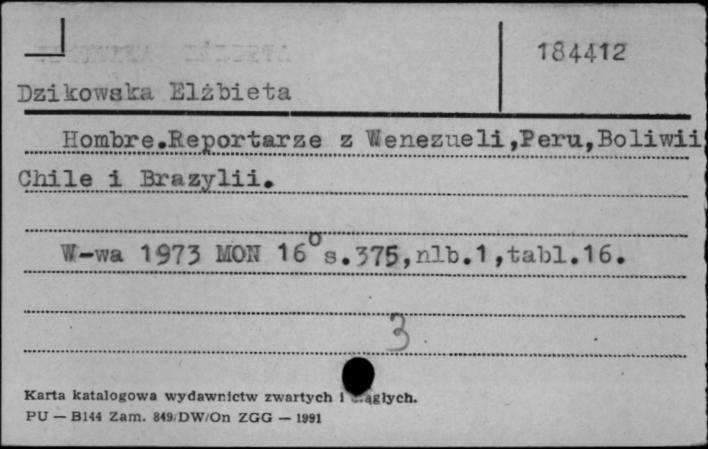 184412
Dzikowska Elżbieta
Hombre.Reportarze z Wenezueli,Peru,Boliwii
Chile i Brazylii.
W-wa 1973 MON 16° s.375,nlb.1,tabl.16.
3
Karta katalogowa wydawnictw zwartych i
PU — B144 Zam. 849/DW/On ZGG — 1991